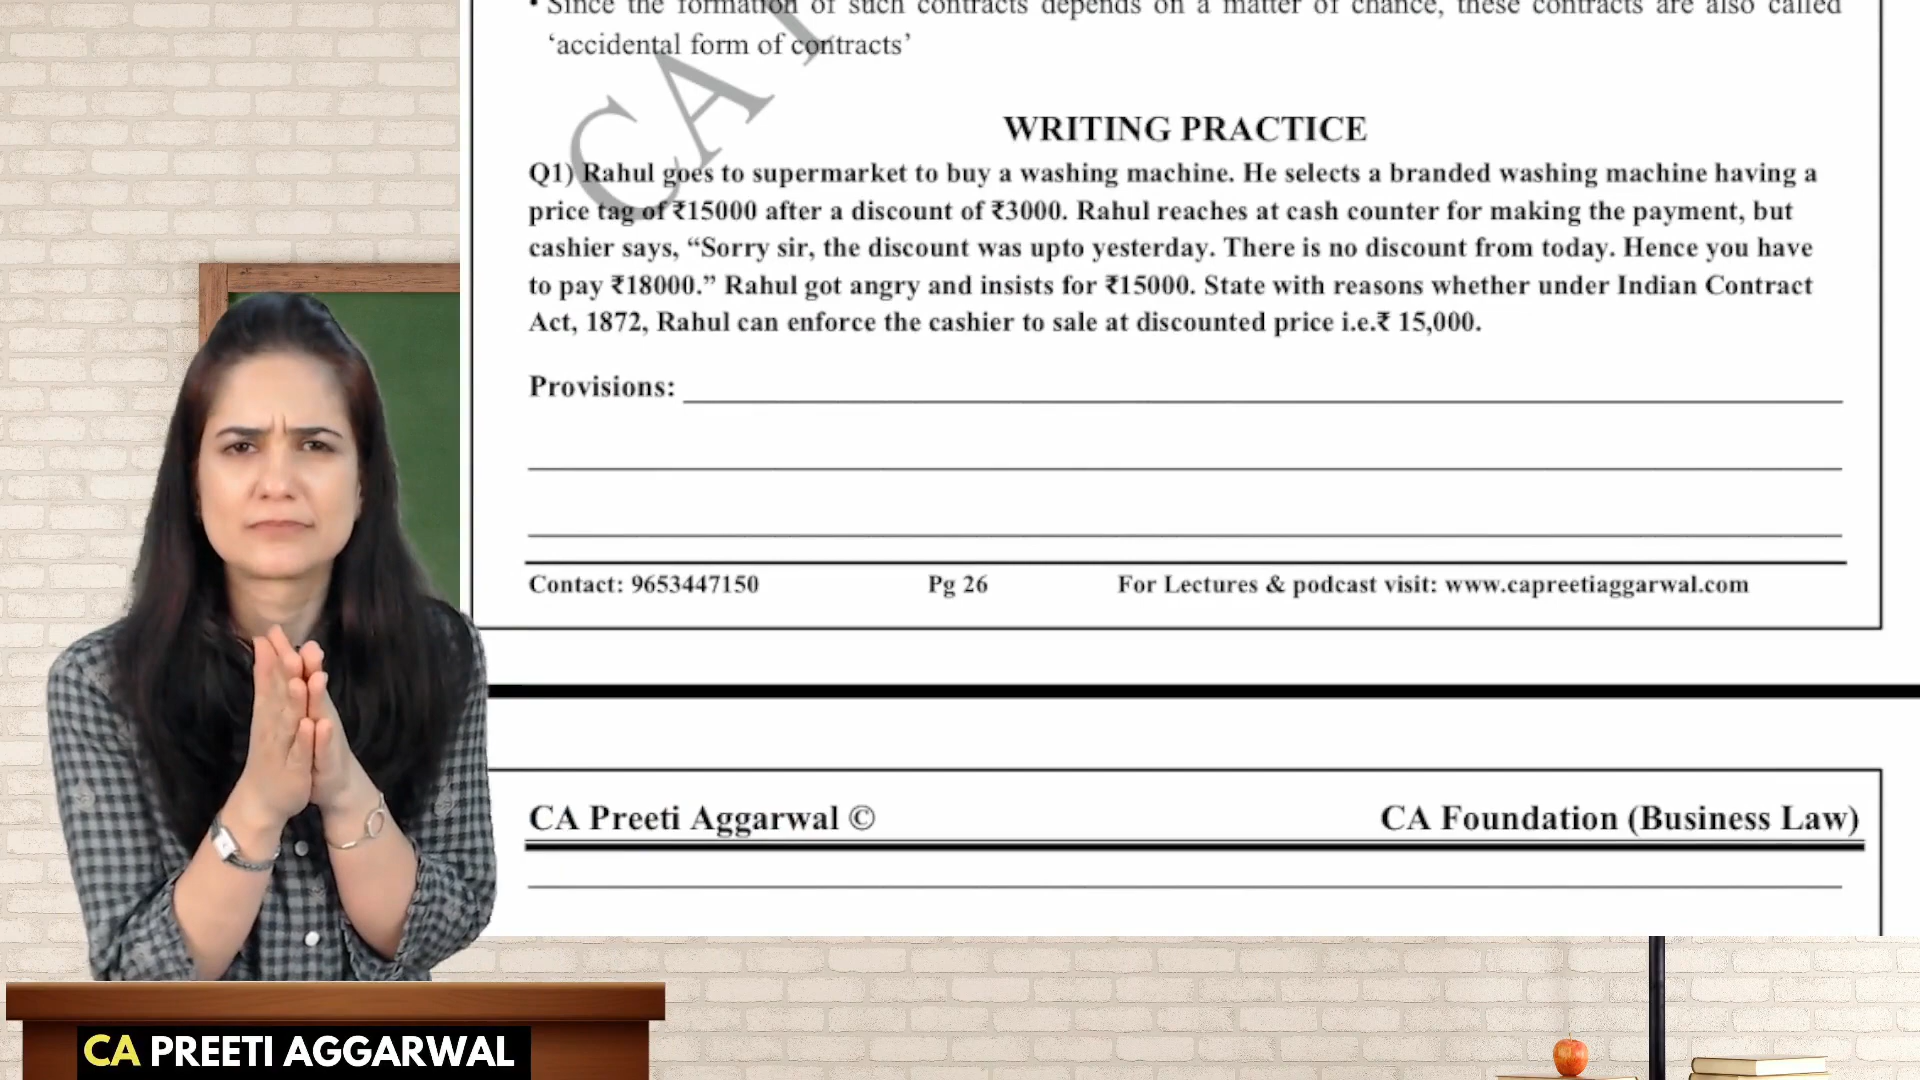 • Since the formation of such contracts depends on a matter of chance, these contracts are also called
‘accidental form of contracts’
CA
WRITING PRACTICE
Q1) Rahul goes to supermarket to buy a washing machine. He selects a branded washing machine having a
price tag of ₹15000 after a discount of ₹3000. Rahul reaches at cash counter for making the payment, but
cashier says, “Sorry sir, the discount was upto yesterday. There is no discount from today. Hence you have
to pay ₹18000.” Rahul got angry and insists for ₹15000. State with reasons whether under Indian Contract
Act, 1872, Rahul can enforce the cashier to sale at discounted price i.e.₹ 15,000.
Provisions:
Contact: 9653447150 Pg 26 For Lectures & podcast visit: www.capreetiaggarwal.com
CA Preeti Aggarwal © CA Foundation (Business Law)
CA PREETI AGGARWAL